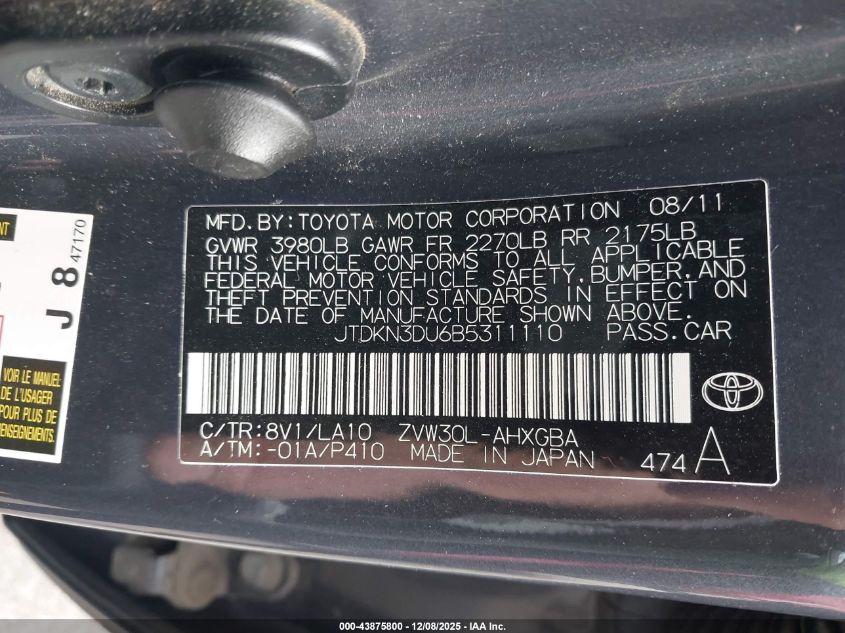 MFD.BY:TOYOTA MOTOR CORPORATION 08/11
GVWR 3980LB GAWR FR 2270LB RR 2175LB
THIS VEHICLE CONFORMS TO ALL APPLICABLE
FEDERAL MOTOR VEHICLE SAFETY,BUMPER,AND
THEFT PREVENTION STANDARDS IN EFFECT ON
THE DATE OF MANUFACTURE SHOWN ABOVE.
JTDKN3DU6B5311110 PASS.CAR
C/TR:8V1/LA10 ZVW30L-AHXGBA
A/TM:-01A/P410 MADE IN JAPAN 474 A
J 8 47170
VOIR LE MANUEL
DE L'USAGER
POUR PLUS DE
RENSEIGNEMENTS.
000-43875800 - 12/08/2025 - IAA Inc.